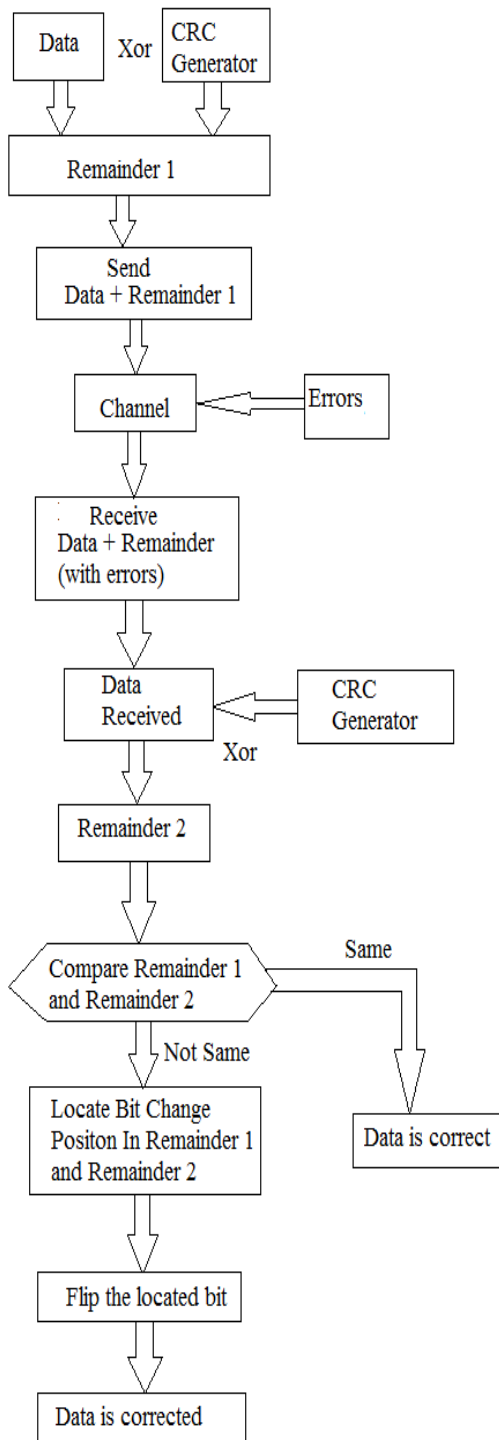 Data
Xor
CRC
Generator
Remainder 1
Send
Data + Remainder 1
Channel
Errors
Receive
Data + Remainder
(with errors)
Data
Received
CRC
Generator
Xor
Remainder 2
Compare Remainder 1
and Remainder 2
Same
Not Same
Locate Bit Change
Positon In Remainder 1
and Remainder 2
Data is correct
Flip the located bit
Data is corrected